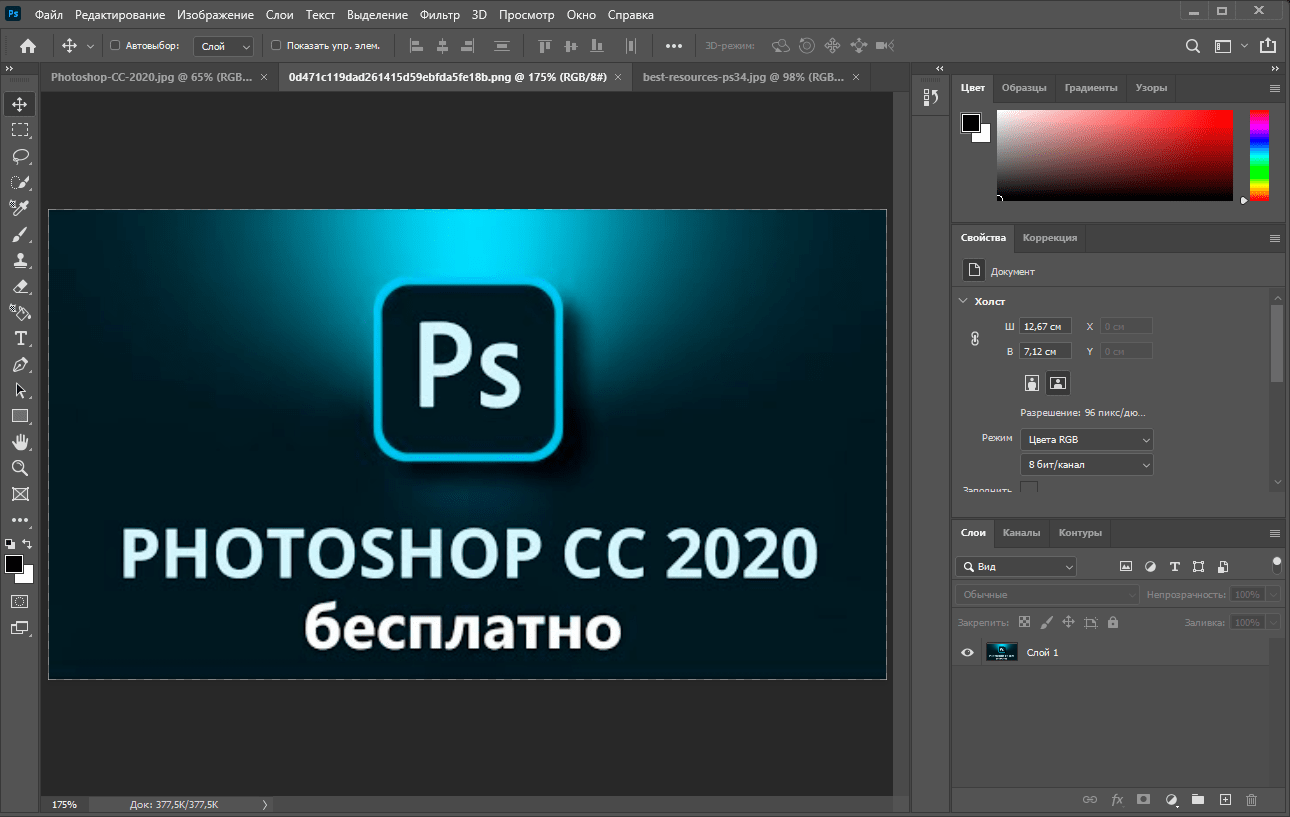 Ps Файл Редактирование Изображение Слои Текст Выделение Фильтр 3D Просмотр Окно Справка
Автовыбор: Слой Показать упр. элем. 3D-режим:
Photoshop-CC-2020.jpg @ 65% (RGB... × 0d471c119dad261415d59ebfda5fe18b.png @ 175% (RGB/8#) × best-resources-ps34.jpg @ 98% (RGB... ×
Ps
PHOTOSHOP CC 2020
бесплатно
175% Док: 377,5K/377,5K
Цвет Образцы Градиенты Узоры
Свойства Коррекция
Документ
Холст
Ш 12,67 см X 0 см
В 7,12 см Y 0 см
Разрешение: 96 пикс/дю...
Режим Цвета RGB
8 бит/канал
Заполнить
Слои Каналы Контуры
Вид
Обычные Непрозрачность: 100%
Закрепить: Заливка: 100%
Слой 1
fx